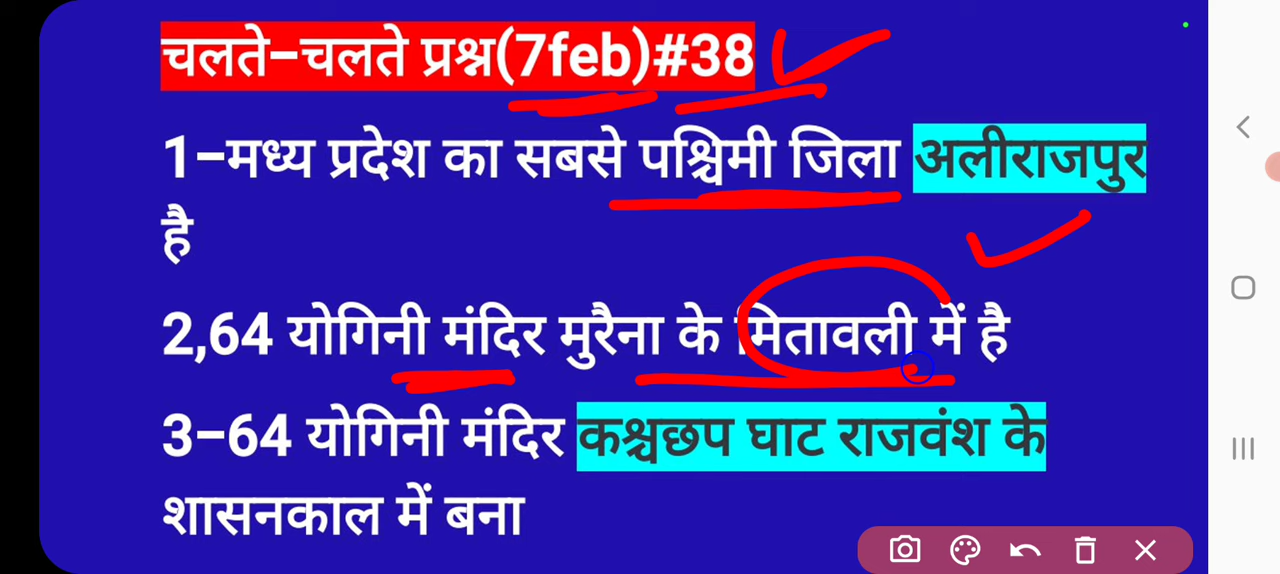 चलते-चलते प्रश्न(7feb)#38
1-मध्य प्रदेश का सबसे पश्चिमी जिला अलीराजपुर
है
2,64 योगिनी मंदिर मुरैना के मितावली में है
3-64 योगिनी मंदिर कश्चछप घाट राजवंश के
शासनकाल में बना